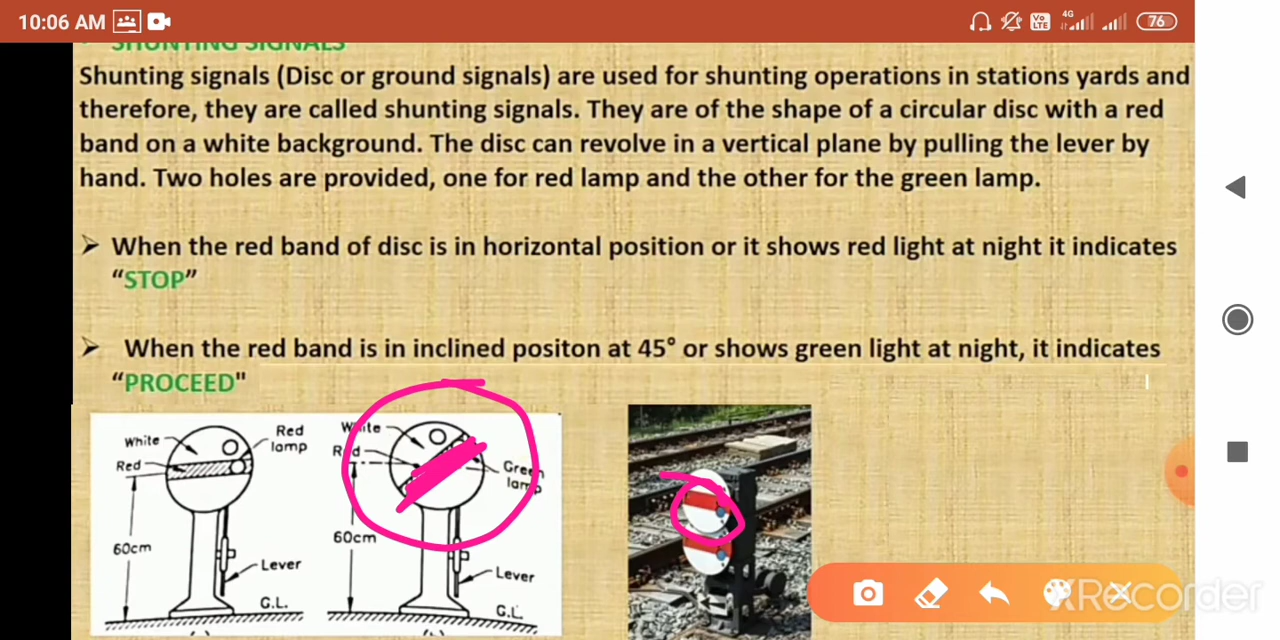 10:06 AM
Vo LTE
4G
76
SHUNTING SIGNALS
Shunting signals (Disc or ground signals) are used for shunting operations in stations yards and
therefore, they are called shunting signals. They are of the shape of a circular disc with a red
band on a white background. The disc can revolve in a vertical plane by pulling the lever by
hand. Two holes are provided, one for red lamp and the other for the green lamp.
➤ When the red band of disc is in horizontal position or it shows red light at night it indicates
“STOP”
➤ When the red band is in inclined positon at 45° or shows green light at night, it indicates
“PROCEED"
White
Red
lamp
Red
60cm
Lever
G.L.
White
Red
Green
lamp
60cm
Lever
G.L.
XRecorder